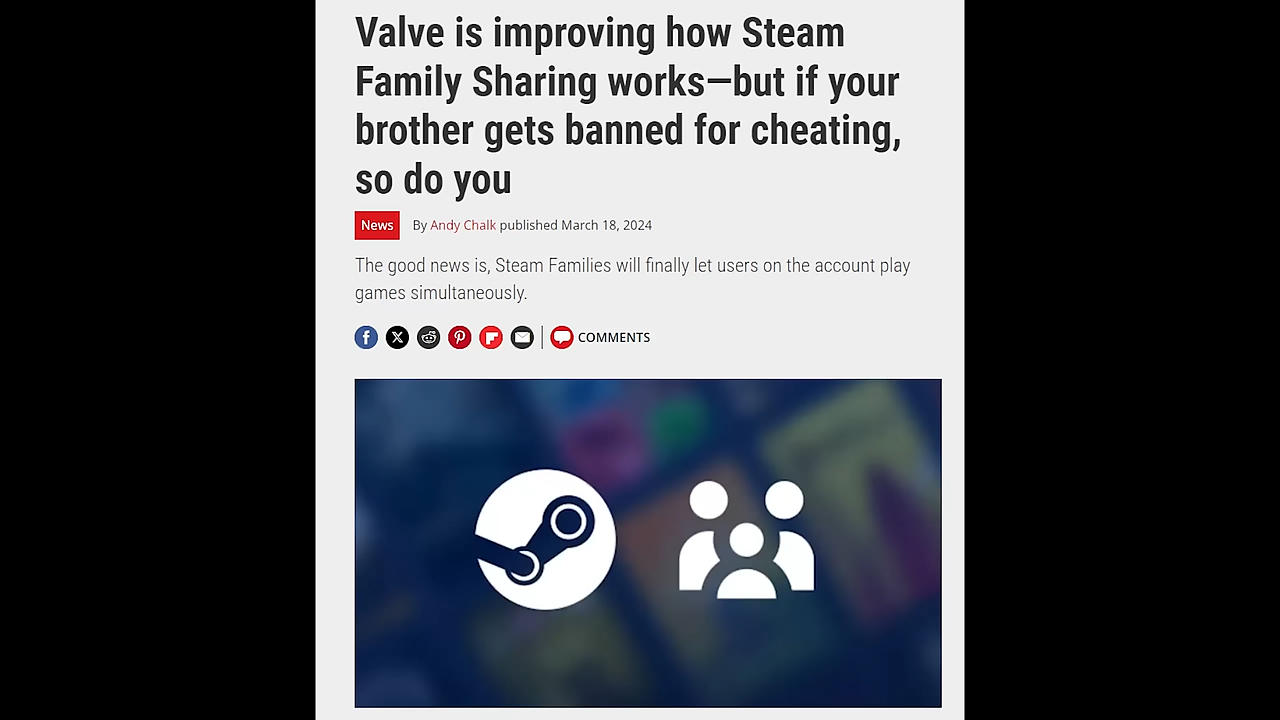 Valve is improving how Steam
Family Sharing works—but if your
brother gets banned for cheating,
so do you
News
By Andy Chalk published March 18, 2024
The good news is, Steam Families will finally let users on the account play
games simultaneously.
COMMENTS